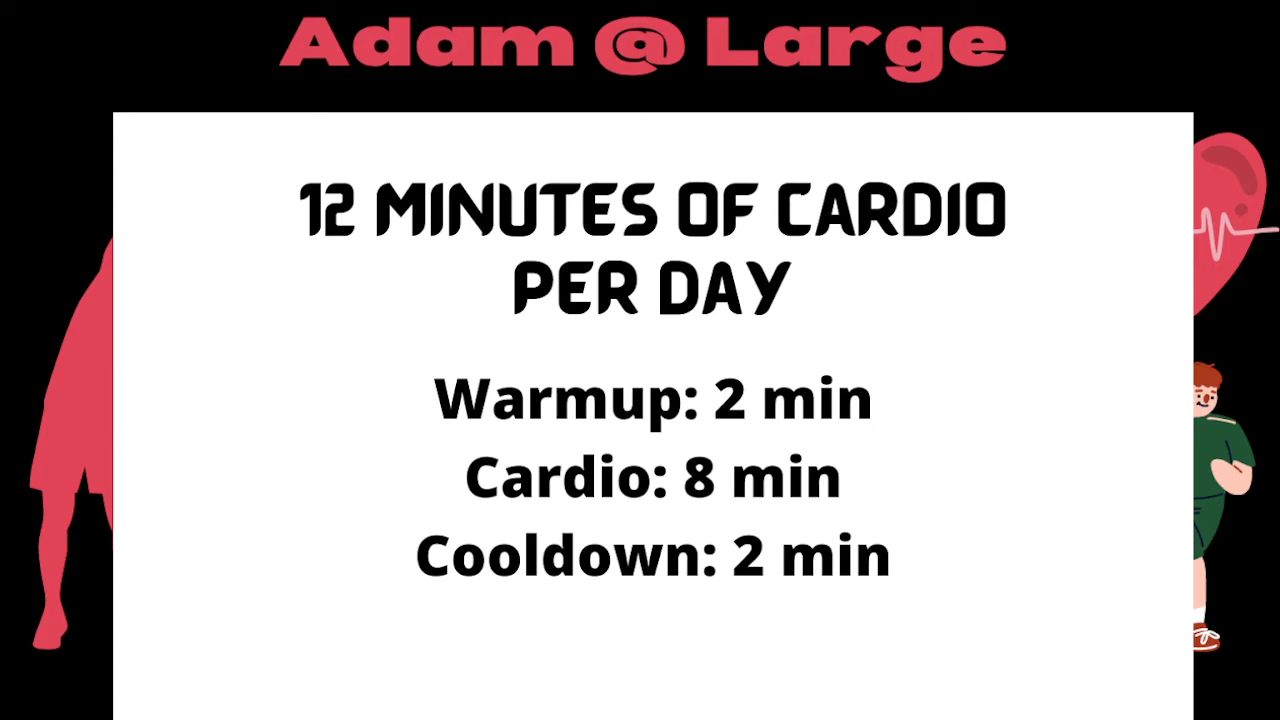 Adam @ Large
12 MINUTES OF CARDIO
PER DAY
Warmup: 2 min
Cardio: 8 min
Cooldown: 2 min